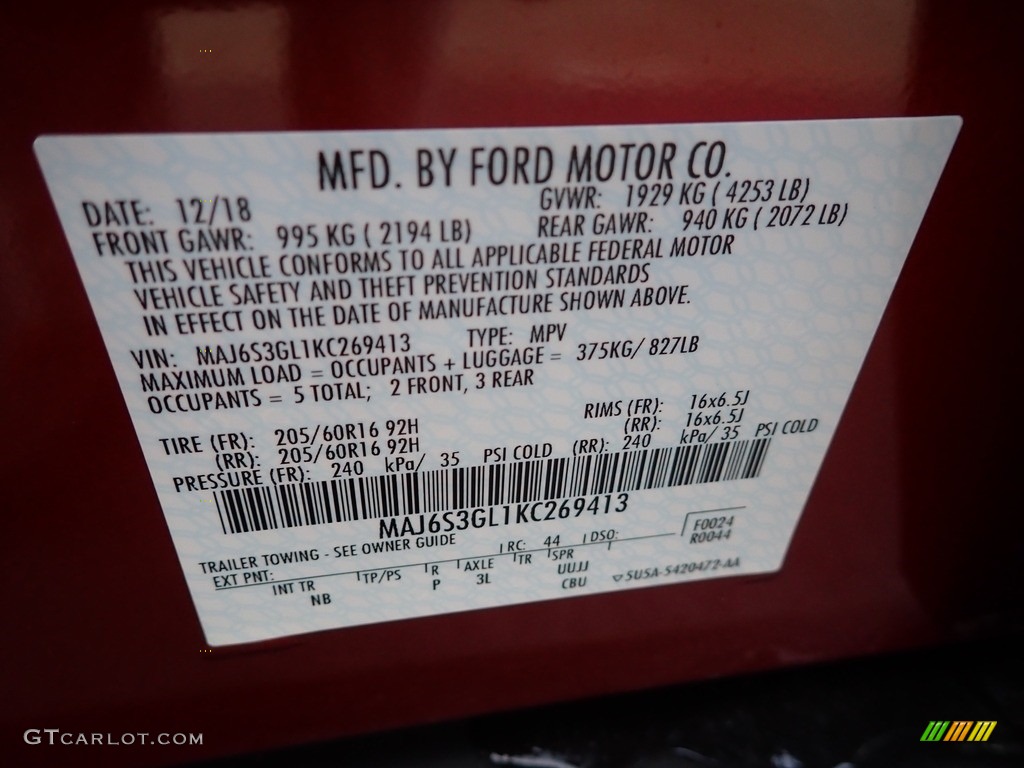 MFD. BY FORD MOTOR CO.
DATE: 12/18 GVWR: 1929 KG ( 4253 LB)
FRONT GAWR: 995 KG ( 2194 LB) REAR GAWR: 940 KG ( 2072 LB)
THIS VEHICLE CONFORMS TO ALL APPLICABLE FEDERAL MOTOR
VEHICLE SAFETY AND THEFT PREVENTION STANDARDS
IN EFFECT ON THE DATE OF MANUFACTURE SHOWN ABOVE.
VIN: MAJ6S3GL1KC269413 TYPE: MPV
MAXIMUM LOAD = OCCUPANTS + LUGGAGE = 375KG/ 827LB
OCCUPANTS = 5 TOTAL; 2 FRONT, 3 REAR
TIRE (FR): 205/60R16 92H RIMS (FR): 16x6.5J
(RR): 205/60R16 92H (RR): 16x6.5J
PRESSURE (FR): 240 kPa/ 35 PSI COLD (RR): 240 kPa/ 35 PSI COLD
MAJ6S3GL1KC269413
TRAILER TOWING - SEE OWNER GUIDE
EXT PNT: RC: 44 DSO: F0024
R0044
INT TR TP/PS R AXLE TR SPR
NB P 3L UUJJ
CBU
5U5A-5420472-AA
GTCARLOT.COM